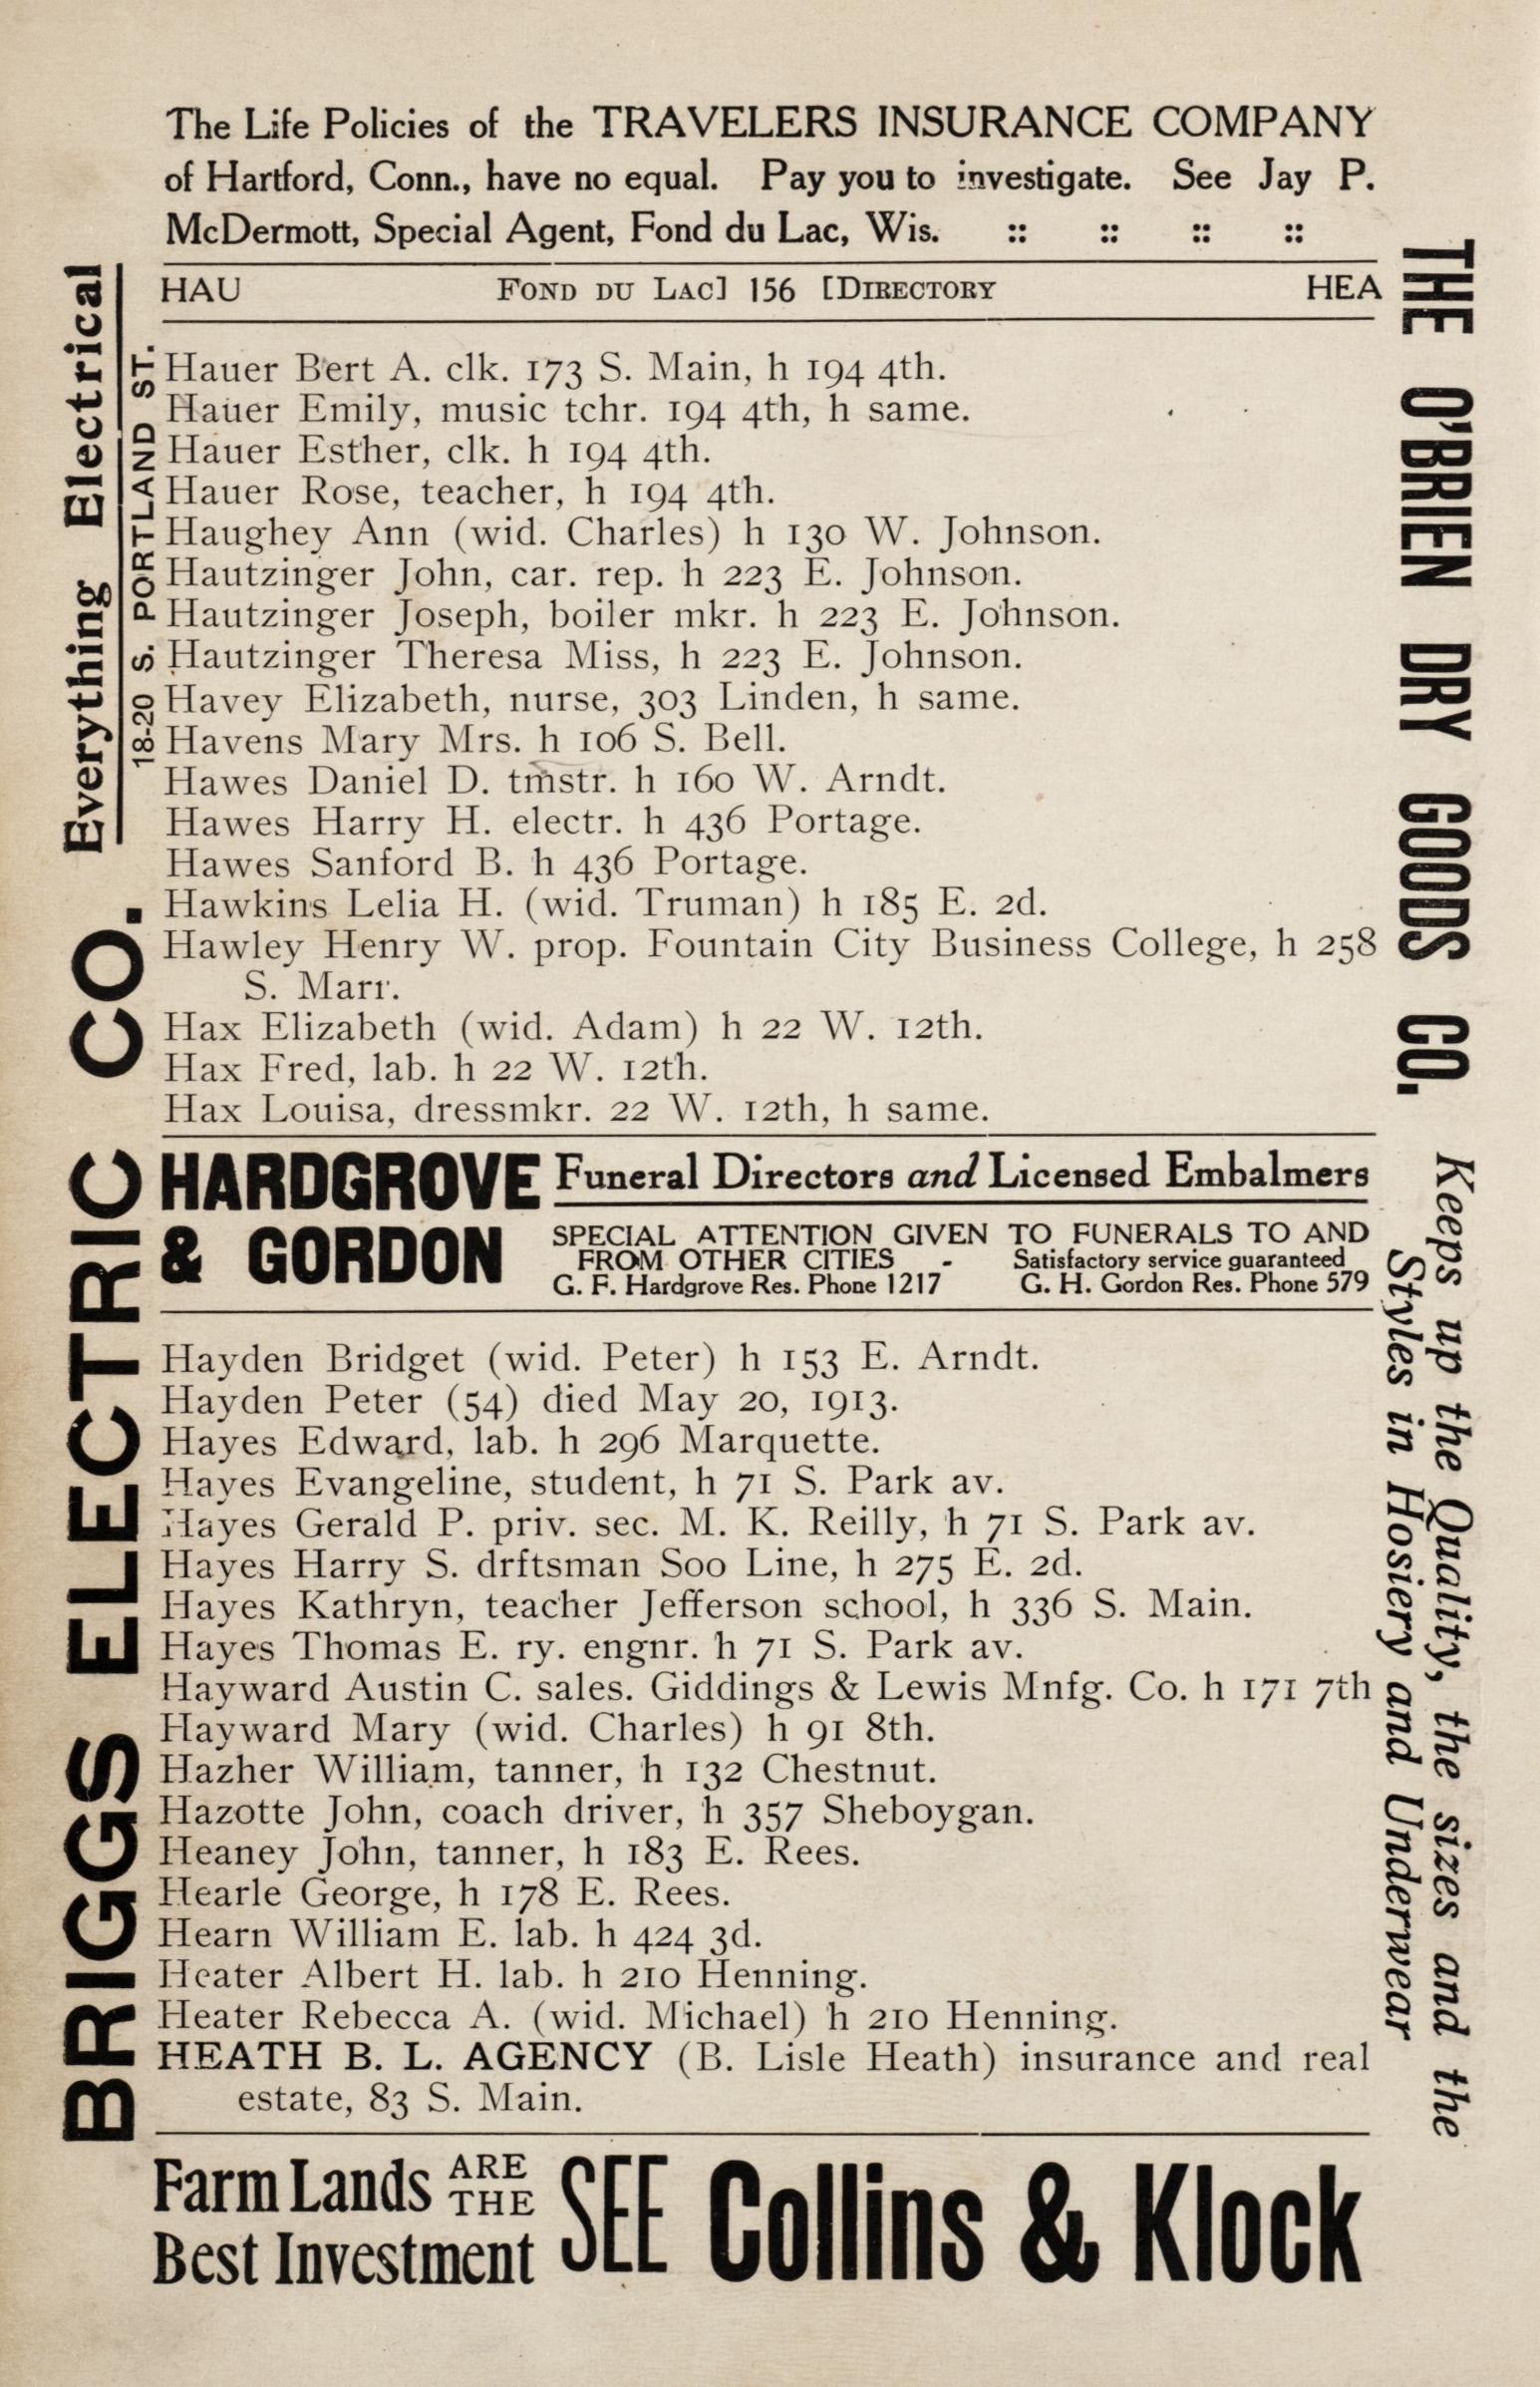 The Life Policies of the TRAVELERS INSURANCE COMPANY
of Hartford, Conn., have no equal. Pay you to investigate. See Jay P.
McDermott, Special Agent, Fond du Lac, Wis. :: :: :: ::
HAU FOND DU LAC] 156 [DIRECTORY HEA
Hauer Bert A. clk. 173 S. Main, h 194 4th.
Hauer Emily, music tchr. 194 4th, h same.
Hauer Esther, clk. h 194 4th.
Hauer Rose, teacher, h 194 4th.
Haughey Ann (wid. Charles) h 130 W. Johnson.
Hautzinger John, car. rep. h 223 E. Johnson.
Hautzinger Joseph, boiler mkr. h 223 E. Johnson.
Hautzinger Theresa Miss, h 223 E. Johnson.
Havey Elizabeth, nurse, 303 Linden, h same.
Havens Mary Mrs. h 106 S. Bell.
Hawes Daniel D. tmstr. h 160 W. Arndt.
Hawes Harry H. electr. h 436 Portage.
Hawes Sanford B. h 436 Portage.
Hawkins Lelia H. (wid. Truman) h 185 E. 2d.
Hawley Henry W. prop. Fountain City Business College, h 258
S. Marr.
Hax Elizabeth (wid. Adam) h 22 W. 12th.
Hax Fred, lab. h 22 W. 12th.
Hax Louisa, dressmkr. 22 W. 12th, h same.
HARDGROVE
& GORDON
Funeral Directors and Licensed Embalmers
SPECIAL ATTENTION GIVEN TO FUNERALS TO AND
FROM OTHER CITIES - Satisfactory service guaranteed
G. F. Hardgrove Res. Phone 1217 G. H. Gordon Res. Phone 579
Hayden Bridget (wid. Peter) h 153 E. Arndt.
Hayden Peter (54) died May 20, 1913.
Hayes Edward, lab. h 296 Marquette.
Hayes Evangeline, student, h 71 S. Park av.
Hayes Gerald P. priv. sec. M. K. Reilly, h 71 S. Park av.
Hayes Harry S. drftsman Soo Line, h 275 E. 2d.
Hayes Kathryn, teacher Jefferson school, h 336 S. Main.
Hayes Thomas E. ry. engnr. h 71 S. Park av.
Hayward Austin C. sales. Giddings & Lewis Mnfg. Co. h 171 7th
Hayward Mary (wid. Charles) h 91 8th.
Hazher William, tanner, h 132 Chestnut.
Hazotte John, coach driver, h 357 Sheboygan.
Heaney John, tanner, h 183 E. Rees.
Hearle George, h 178 E. Rees.
Hearn William E. lab. h 424 3d.
Heater Albert H. lab. h 210 Henning.
Heater Rebecca A. (wid. Michael) h 210 Henning.
HEATH B. L. AGENCY (B. Lisle Heath) insurance and real
estate, 83 S. Main.
Farm Lands ARE THE
Best Investment
SEE Collins & Klock
BRIGGS ELECTRIC CO.
Everything Electrical
18-20 S. PORTLAND ST.
THE O'BRIEN DRY GOODS CO.
Keeps up the Quality, the sizes and the
Styles in Hosiery and Underwear